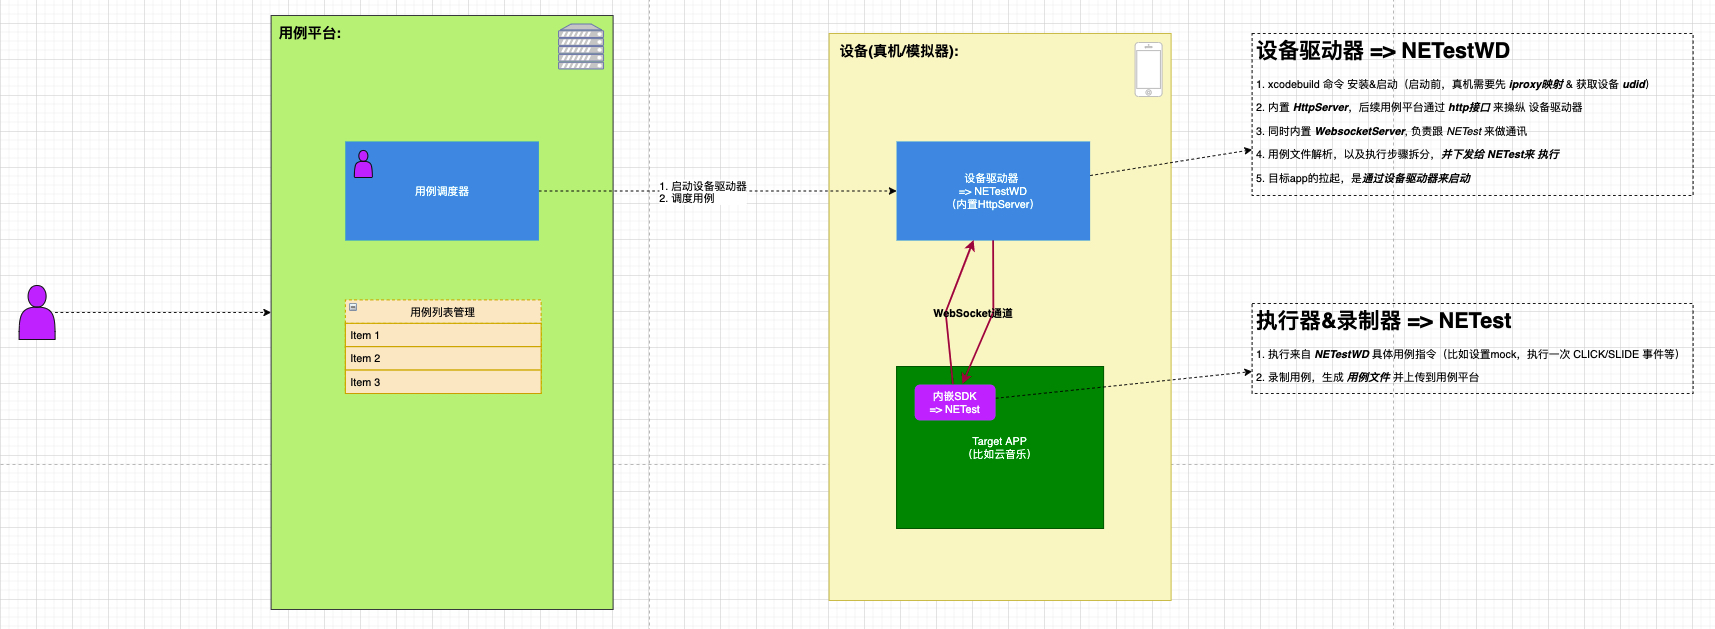 用例平台:
用例调度器
用例列表管理
Item 1
Item 2
Item 3
1. 启动设备驱动器
2. 调度用例
设备(真机/模拟器):
设备驱动器
=> NETestWD
（内置HttpServer）
WebSocket通道
内嵌SDK
=> NETest
Target APP
（比如云音乐）
设备驱动器 => NETestWD
1. xcodebuild 命令 安装&启动（启动前，真机需要先 iproxy映射 & 获取设备 udid）
2. 内置 HttpServer，后续用例平台通过 http接口 来操纵 设备驱动器
3. 同时内置 WebsocketServer, 负责跟 NETest 来做通讯
4. 用例文件解析，以及执行步骤拆分，并下发给 NETest来 执行
5. 目标app的拉起，是通过设备驱动器来启动
执行器&录制器 => NETest
1. 执行来自 NETestWD 具体用例指令（比如设置mock，执行一次 CLICK/SLIDE 事件等）
2. 录制用例，生成 用例文件 并上传到用例平台